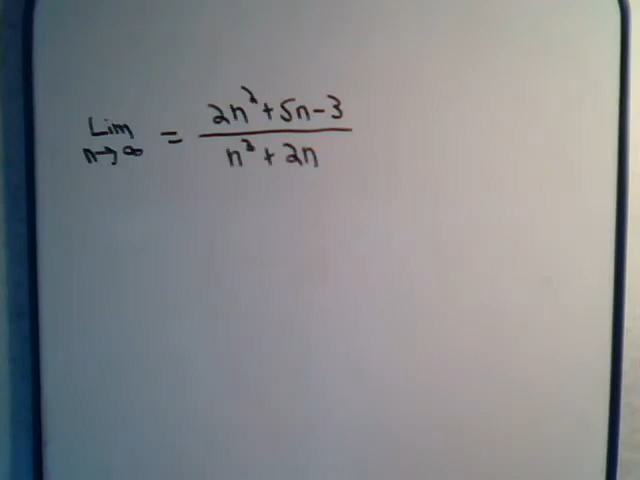 Lim n→∞ = (2n² + 5n - 3) / (n² + 2n)